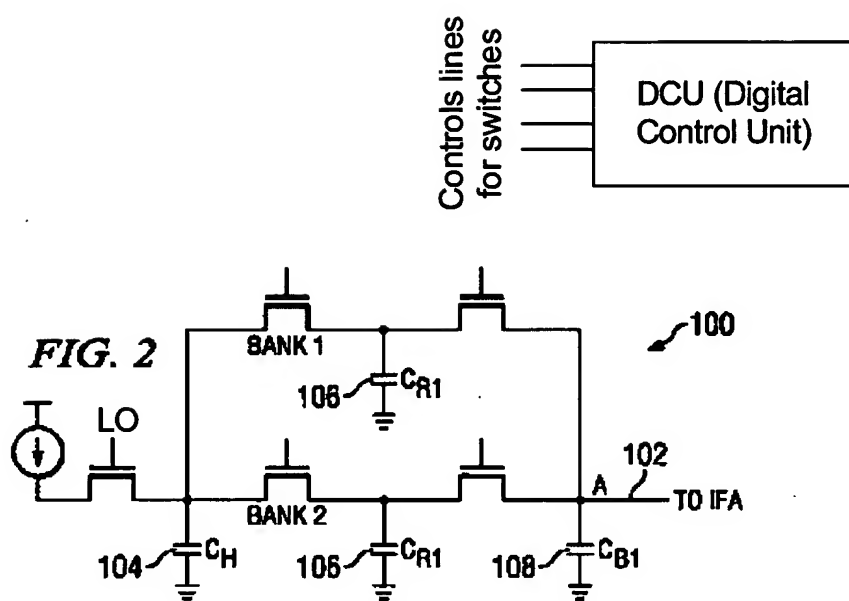 Controls lines
for switches
DCU (Digital
Control Unit)
FIG. 2
LO
BANK 1
106
CR1
100
BANK 2
104
CH
106
CR1
A
102
TO IFA
108
CB1